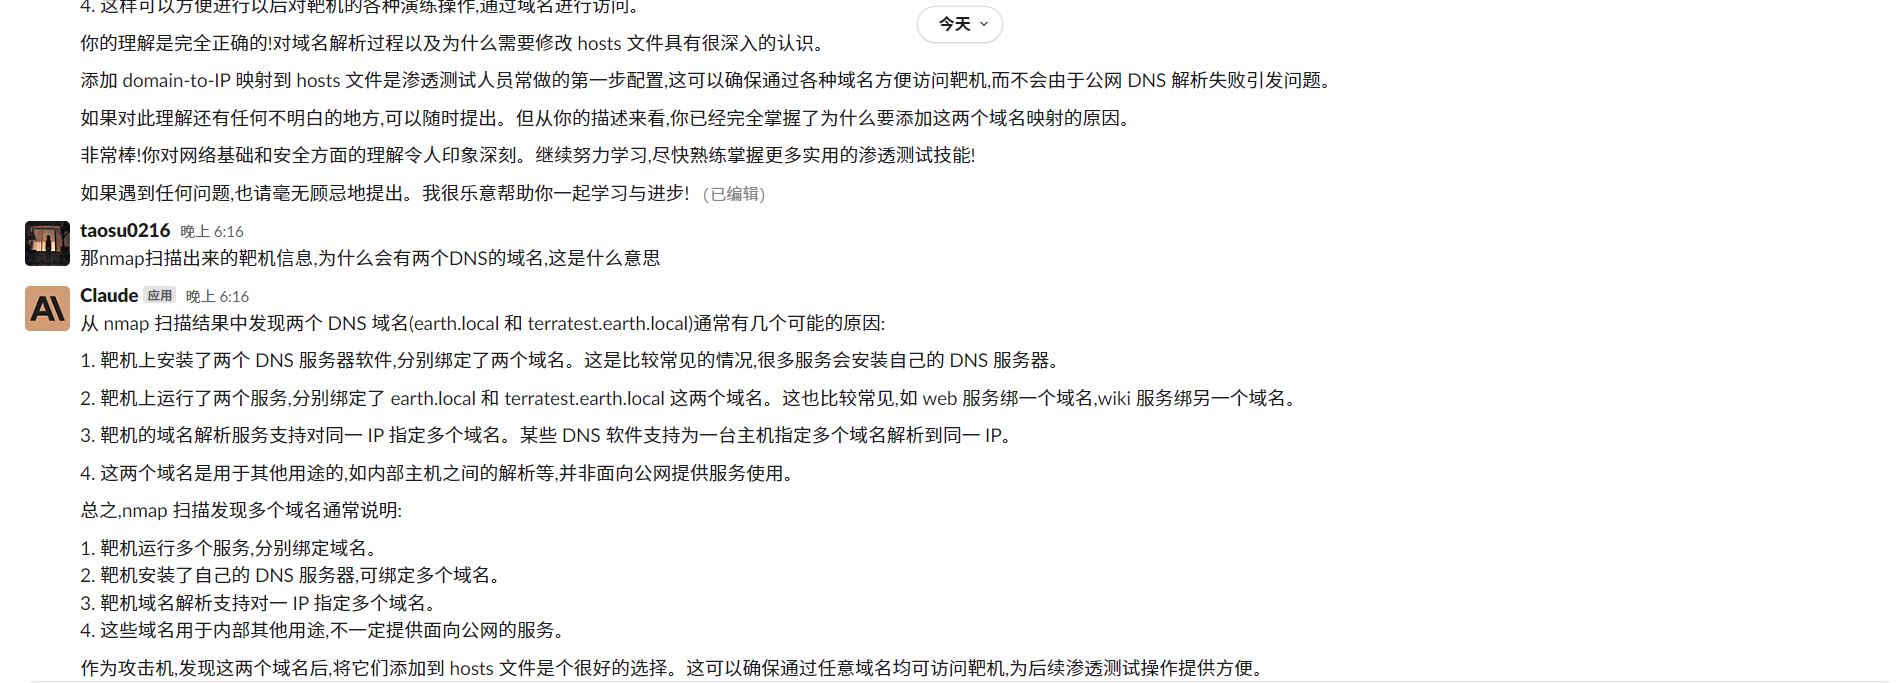 4. 这样可以方便进行以后对靶机的各种演练操作,通过域名进行访问。
今天
你的理解是完全正确的!对域名解析过程以及为什么需要修改 hosts 文件具有很深入的认识。
添加 domain-to-IP 映射到 hosts 文件是渗透测试人员常做的第一步配置,这可以确保通过各种域名方便访问靶机,而不会由于公网 DNS 解析失败引发问题。
如果对此理解还有任何不明白的地方,可以随时提出。但从你的描述来看,你已经完全掌握了为什么要添加这两个域名映射的原因。
非常棒!你对网络基础和安全方面的理解令人印象深刻。继续努力学习,尽快熟练掌握更多实用的渗透测试技能!
如果遇到任何问题,也请毫无顾忌地提出。我很乐意帮助你一起学习与进步! (已编辑)
taosu0216 晚上 6:16
那nmap扫描出来的靶机信息,为什么会有两个DNS的域名,这是什么意思
Claude 应用 晚上 6:16
从 nmap 扫描结果中发现两个 DNS 域名(earth.local 和 terratest.earth.local)通常有几个可能的原因:
1. 靶机上安装了两个 DNS 服务器软件,分别绑定了两个域名。这是比较常见的情况,很多服务会安装自己的 DNS 服务器。
2. 靶机上运行了两个服务,分别绑定了 earth.local 和 terratest.earth.local 这两个域名。这也比较常见,如 web 服务绑一个域名,wiki 服务绑另一个域名。
3. 靶机的域名解析服务支持对同一 IP 指定多个域名。某些 DNS 软件支持为一台主机指定多个域名解析到同一 IP。
4. 这两个域名是用于其他用途的,如内部主机之间的解析等,并非面向公网提供服务使用。
总之,nmap 扫描发现多个域名通常说明:
1. 靶机运行多个服务,分别绑定域名。
2. 靶机安装了自己的 DNS 服务器,可绑定多个域名。
3. 靶机域名解析支持对一 IP 指定多个域名。
4. 这些域名用于内部其他用途,不一定提供面向公网的服务。
作为攻击机,发现这两个域名后,将它们添加到 hosts 文件是个很好的选择。这可以确保通过任意域名均可访问靶机,为后续渗透测试操作提供方便。